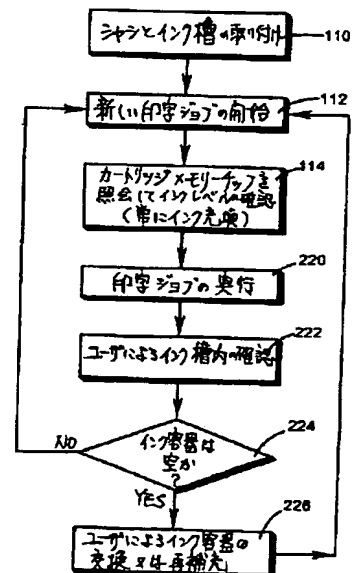 シャシとインク槽の取り付け
110
新しい印字ジョブの開始
112
カートリッジメモリーチップを
照会してインクレベルの確認
(常にインク充填)
114
印字ジョブの実行
220
ユーザによるインク槽内の確認
222
インク容器は
空か
?
224
NO
YES
ユーザによるインク容器の
交換又は再補充
226